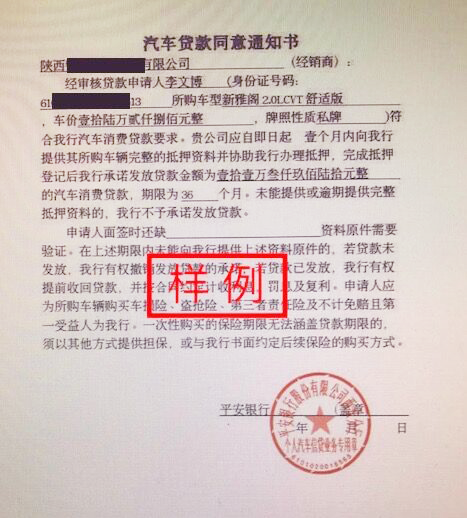 汽车贷款同意通知书
陕西 有限公司 (经销商):
经审核贷款申请人李文博 (身份证号码:
61 13 所购车型新雅阁 2.0LCVT 舒适版
,车价壹拾陆万贰仟捌佰元整 ,牌照性质私牌 )符
合我行汽车消费贷款要求。贵公司应自即日起 壹个月内向我行
提供其所购车辆完整的抵押资料并协助我行办理抵押,完成抵押
登记后我行承诺发放贷款金额为壹拾壹万叁仟玖佰陆拾元整
的汽车消费贷款,期限为 36 个月。未能提供或逾期提供完整
抵押资料的,我行不予承诺发放贷款。
申请人面签时还缺 资料原件需要
验证。在上述期限内未能向我行提供上述资料原件的,若贷款未
发放,我行有权撤销发放贷款的承诺,若贷款已发放,我行有权
提前收回贷款,并按合同约定计收利息、罚息及复利。申请人应
为所购车辆购买车损险、盗抢险、第三者责任险及不计免赔且第
一受益人为我行。一次性购买的保险期限无法涵盖贷款期限的,
须以其他方式提供担保,或与我行书面约定后续保险的购买方式。
样例
平安银行 (盖章)
年 月 日
平安银行股份有限公司西安
个人汽车信贷业务专用章